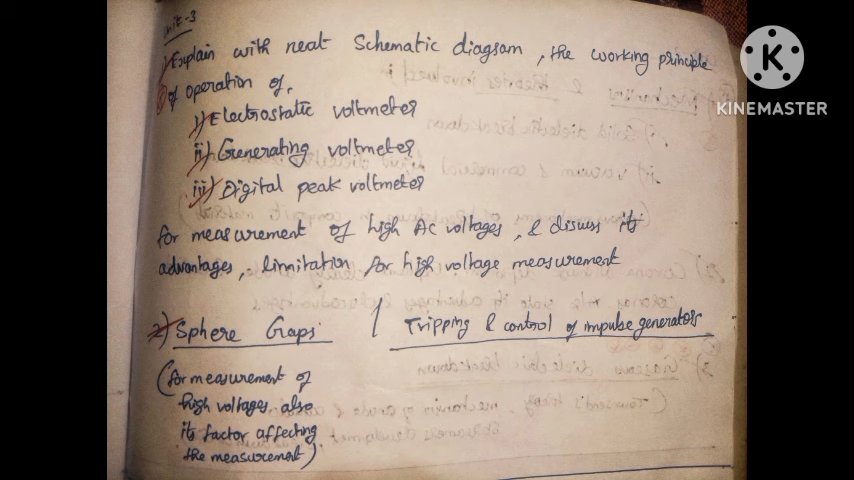 Unit-3
1) Explain with neat Schematic diagram, the working principle
of operation of,
i) Electrostatic voltmeter
ii) Generating voltmeter
iii) Digital peak voltmeter
for measurement of high Ac voltages, & disuss its
advantages, limitation for high voltage measurement
2) Sphere Gaps / Tripping & control of impulse generators
(for measurement of
high voltages also
its factor affecting
the measurement)
KINEMASTER